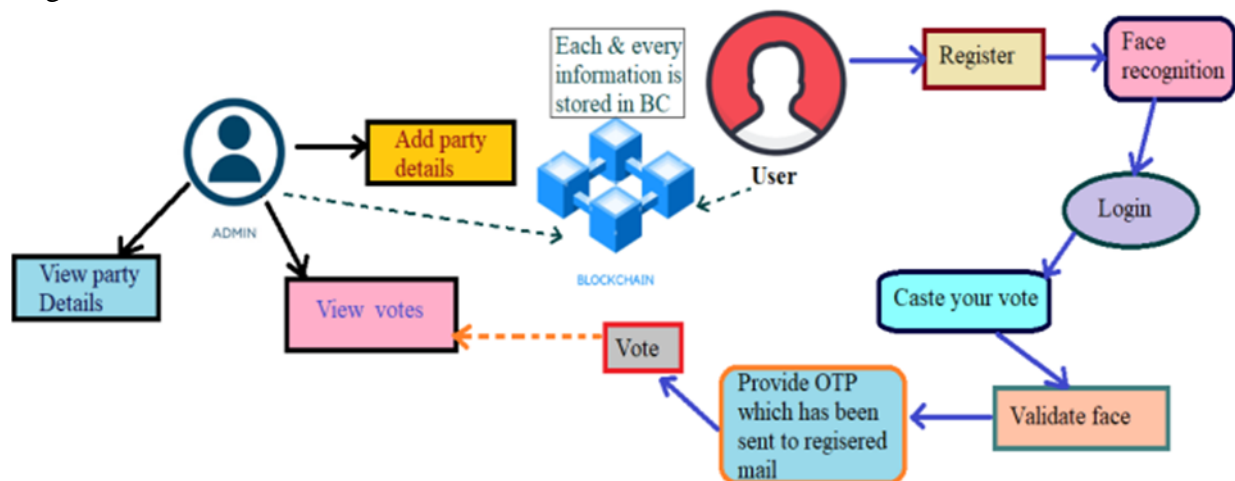 Each & every
information is
stored in BC
Register
Face
recognition
Add party
details
User
ADMIN
Login
View party
Details
BLOCKCHAIN
View  votes
Caste your vote
Vote
Provide OTP
which has been
sent to regisered
mail
Validate face